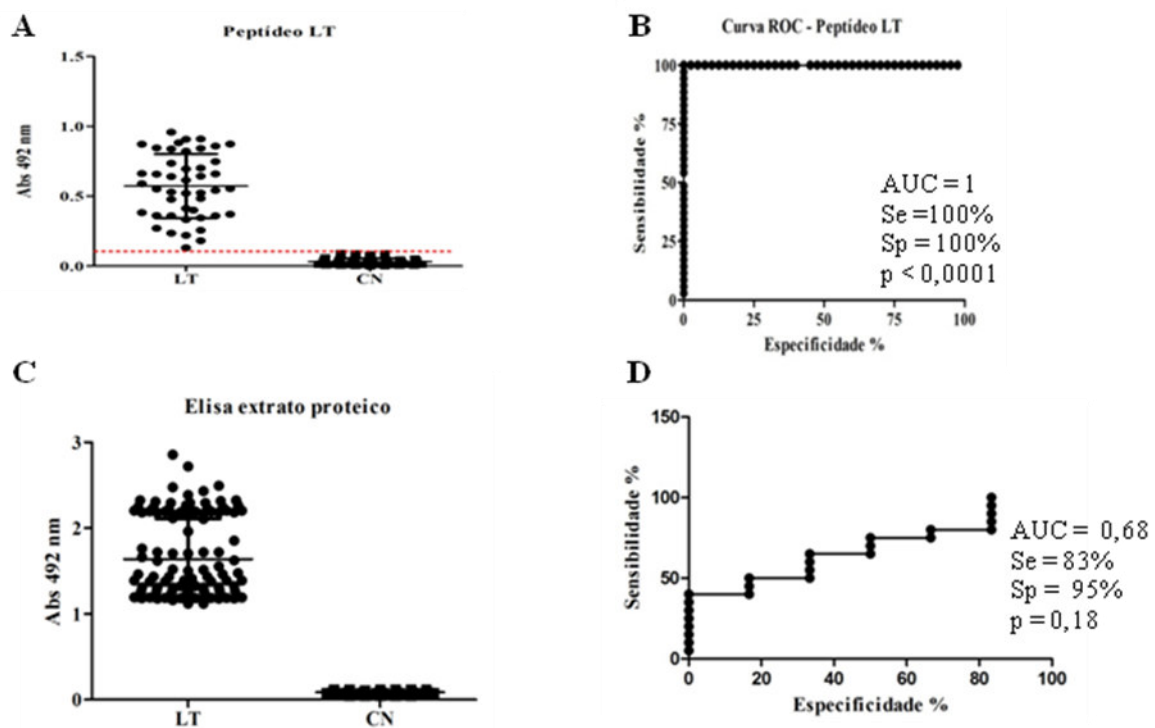 A
Peptídeo LT
Abs 492 nm
1.5
1.0
0.5
0.0
LT
CN
B
Curva ROC - Peptídeo LT
Sensibilidade %
100
75
50
25
0
0
25
50
75
100
Especificidade %
AUC = 1
Se =100%
Sp = 100%
p < 0,0001
C
Elisa extrato proteico
Abs 492 nm
3
2
1
0
LT
CN
D
Sensibilidade %
150
100
50
0
0
20
40
60
80
100
Especificidade %
AUC = 0,68
Se = 83%
Sp = 95%
p = 0,18